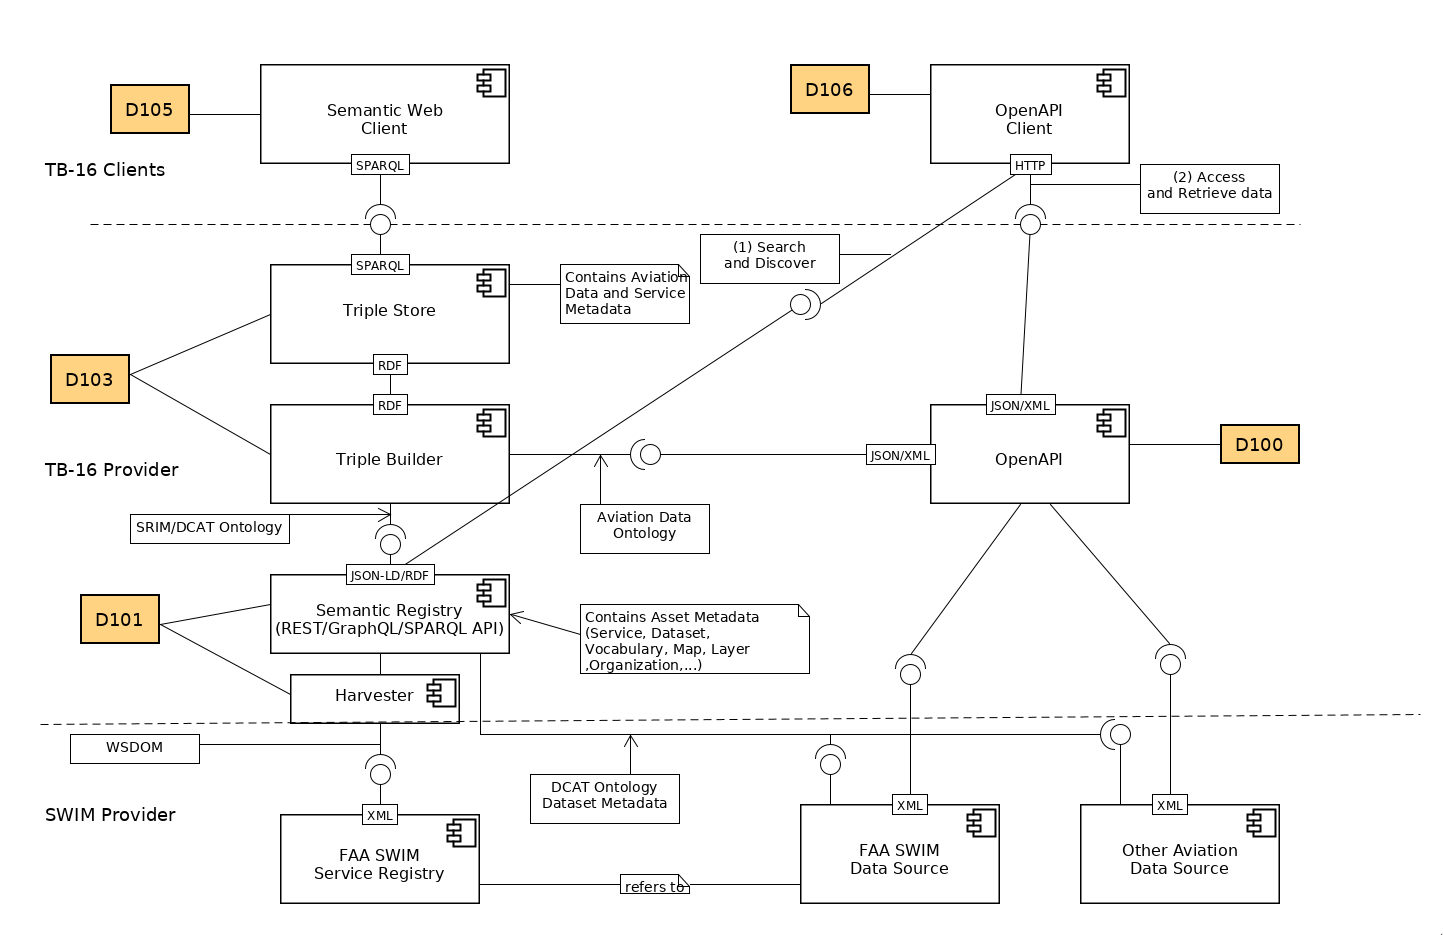 D105
Semantic Web
Client
SPARQL
D106
OpenAPI
Client
HTTP
TB-16 Clients
(2) Access
and Retrieve data
(1) Search
and Discover
SPARQL
Triple Store
RDF
Contains Aviation
Data and Service
Metadata
D103
RDF
Triple Builder
JSON/XML
JSON/XML
OpenAPI
D100
TB-16 Provider
SRIM/DCAT Ontology
Aviation Data
Ontology
JSON-LD/RDF
Semantic Registry
(REST/GraphQL/SPARQL API)
D101
Contains Asset Metadata
(Service, Dataset,
Vocabulary, Map, Layer
,Organization,...)
Harvester
WSDOM
DCAT Ontology
Dataset Metadata
SWIM Provider
XML
FAA SWIM
Service Registry
refers to
XML
FAA SWIM
Data Source
XML
Other Aviation
Data Source